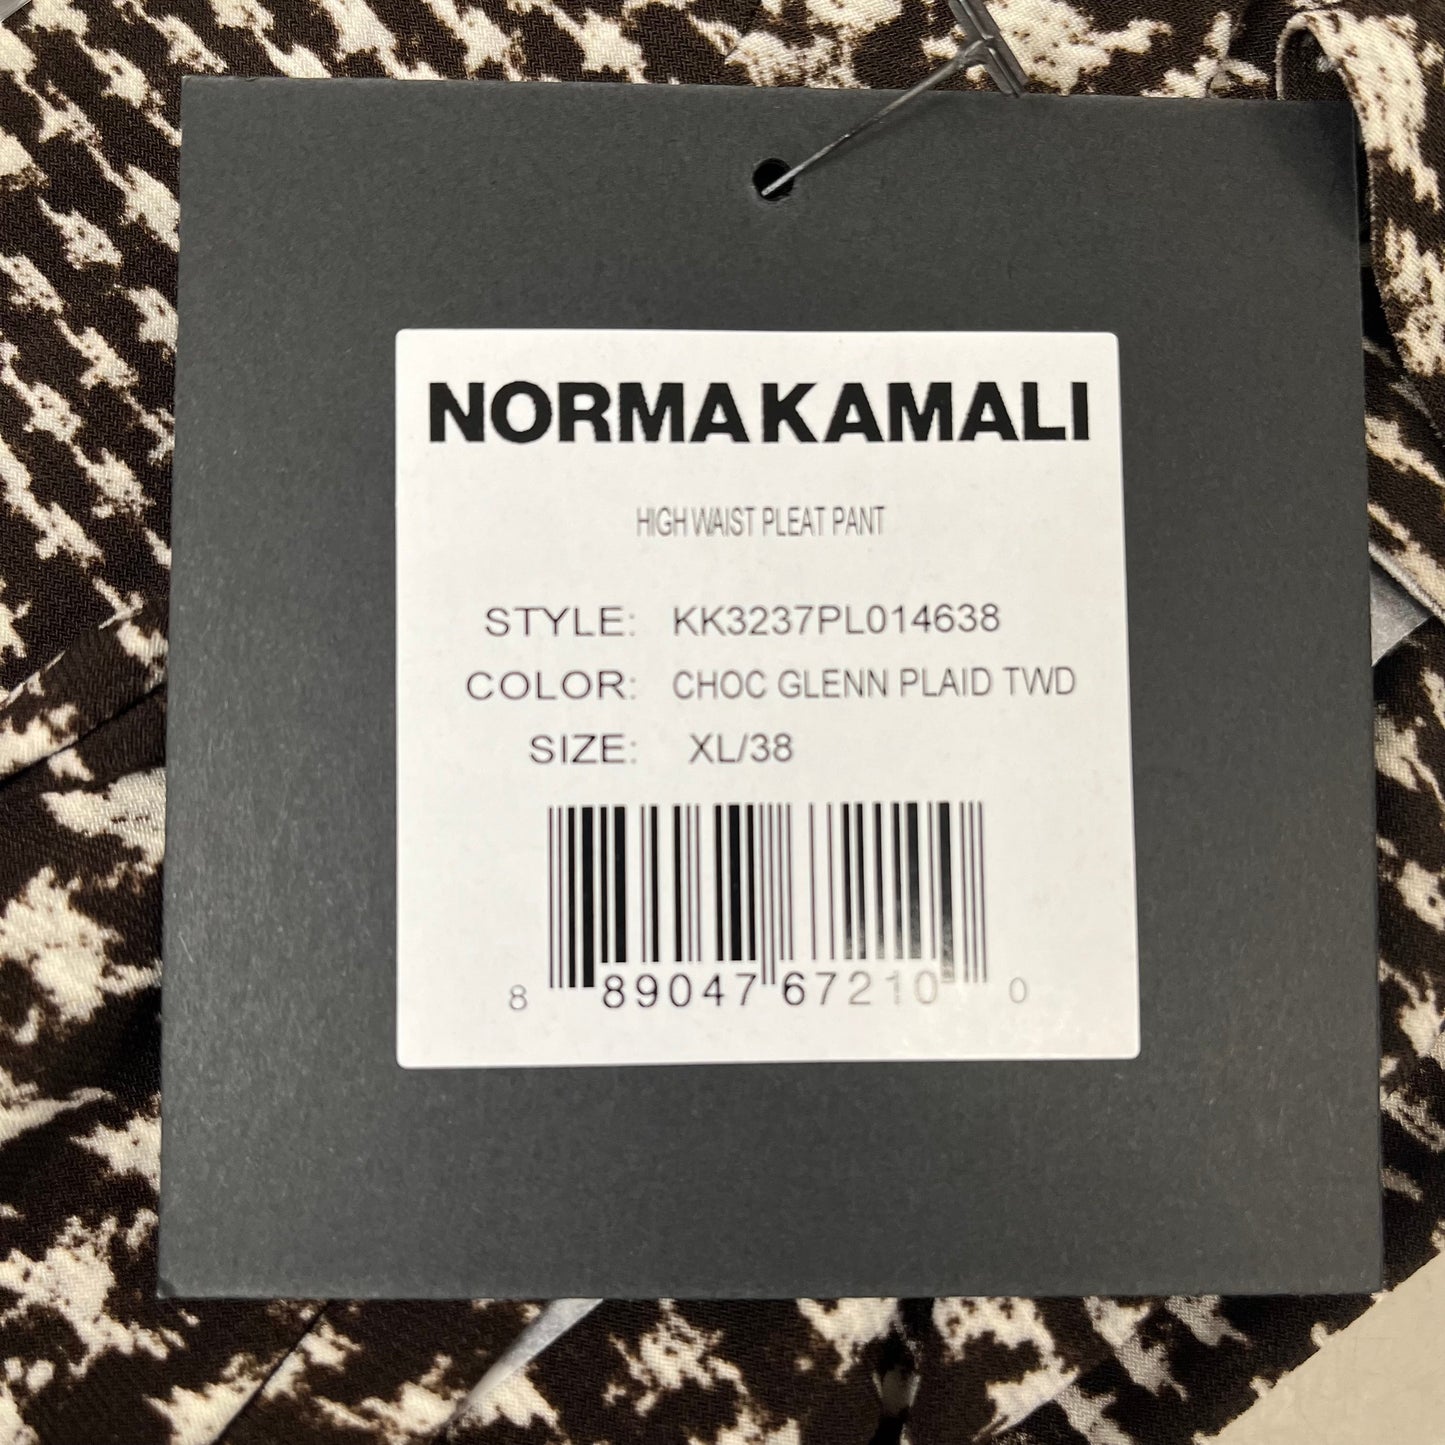 NORMA KAMALI
HIGH WAIST PLEAT PANT
STYLE: KK3237PL014638
COLOR: CHOC GLENN PLAID TWD
SIZE: XL/38
8 89047 67210 0